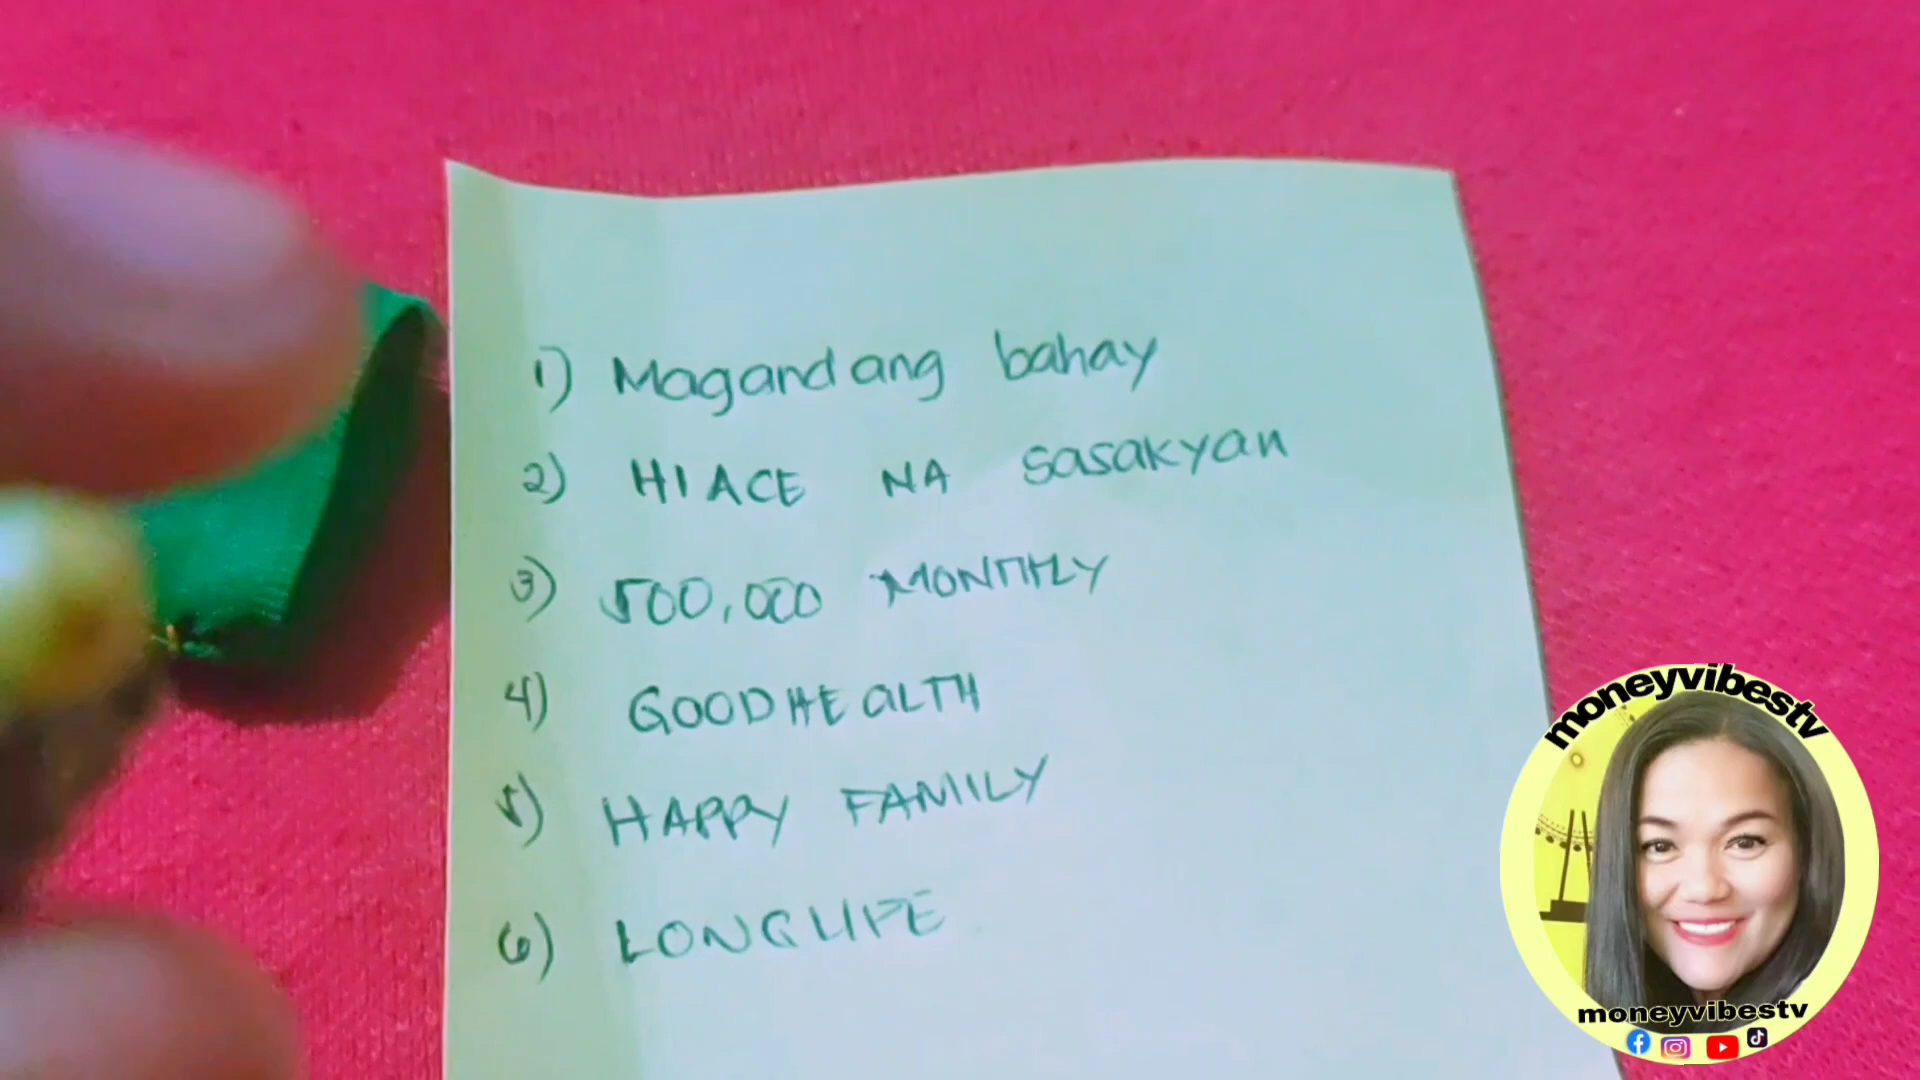 1) Magandang bahay
2) HIACE NA sasakyan
3) 500,000 MONTHLY
4) GOODHEaLTH
5) HAPPY FAMILY
6) LONGLIFE
moneyvibestv
moneyvibestv